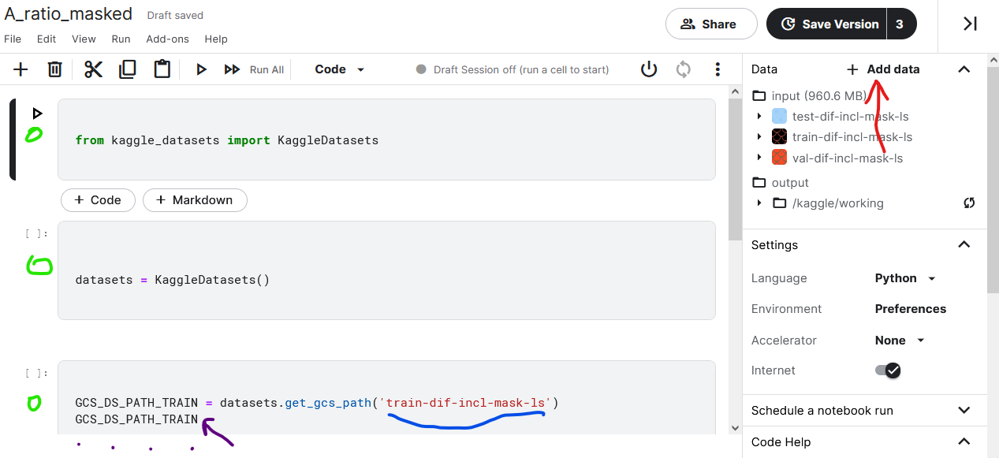 A_ratio_masked Draft saved
File Edit View Run Add-ons Help
Share
Save Version 3
Run All
Code
Draft Session off (run a cell to start)
from kaggle_datasets import KaggleDatasets
+ Code + Markdown
[ ]:
datasets = KaggleDatasets()
[ ]:
GCS_DS_PATH_TRAIN = datasets.get_gcs_path('train-dif-incl-mask-ls')
GCS_DS_PATH_TRAIN
Data + Add data
input (960.6 MB)
test-dif-incl-mask-ls
train-dif-incl-mask-ls
val-dif-incl-mask-ls
output
/kaggle/working
Settings
Language Python
Environment Preferences
Accelerator None
Internet
Schedule a notebook run
Code Help